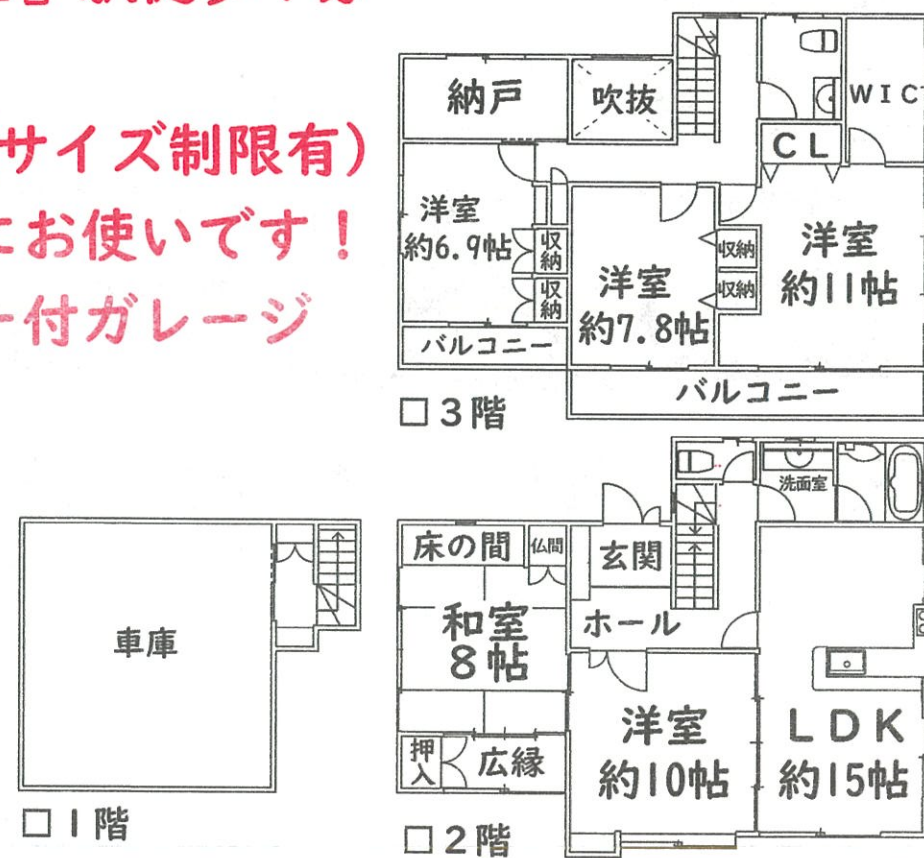 サイズ制限有)
にお使いです!
ー付ガレージ
納戸
吹抜
WIC
CL
洋室
約6.9帖
収納
収納
洋室
約7.8帖
収納
収納
洋室
約11帖
バルコニー
バルコニー
□3階
洗面室
床の間
仏間
玄関
和室
8帖
ホール
押入
広縁
洋室
約10帖
LDK
約15帖
□2階
車庫
□1階